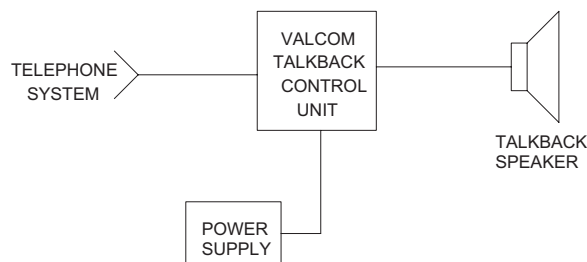 TELEPHONE
SYSTEM
VALCOM
TALKBACK
CONTROL
UNIT
TALKBACK
SPEAKER
POWER
SUPPLY